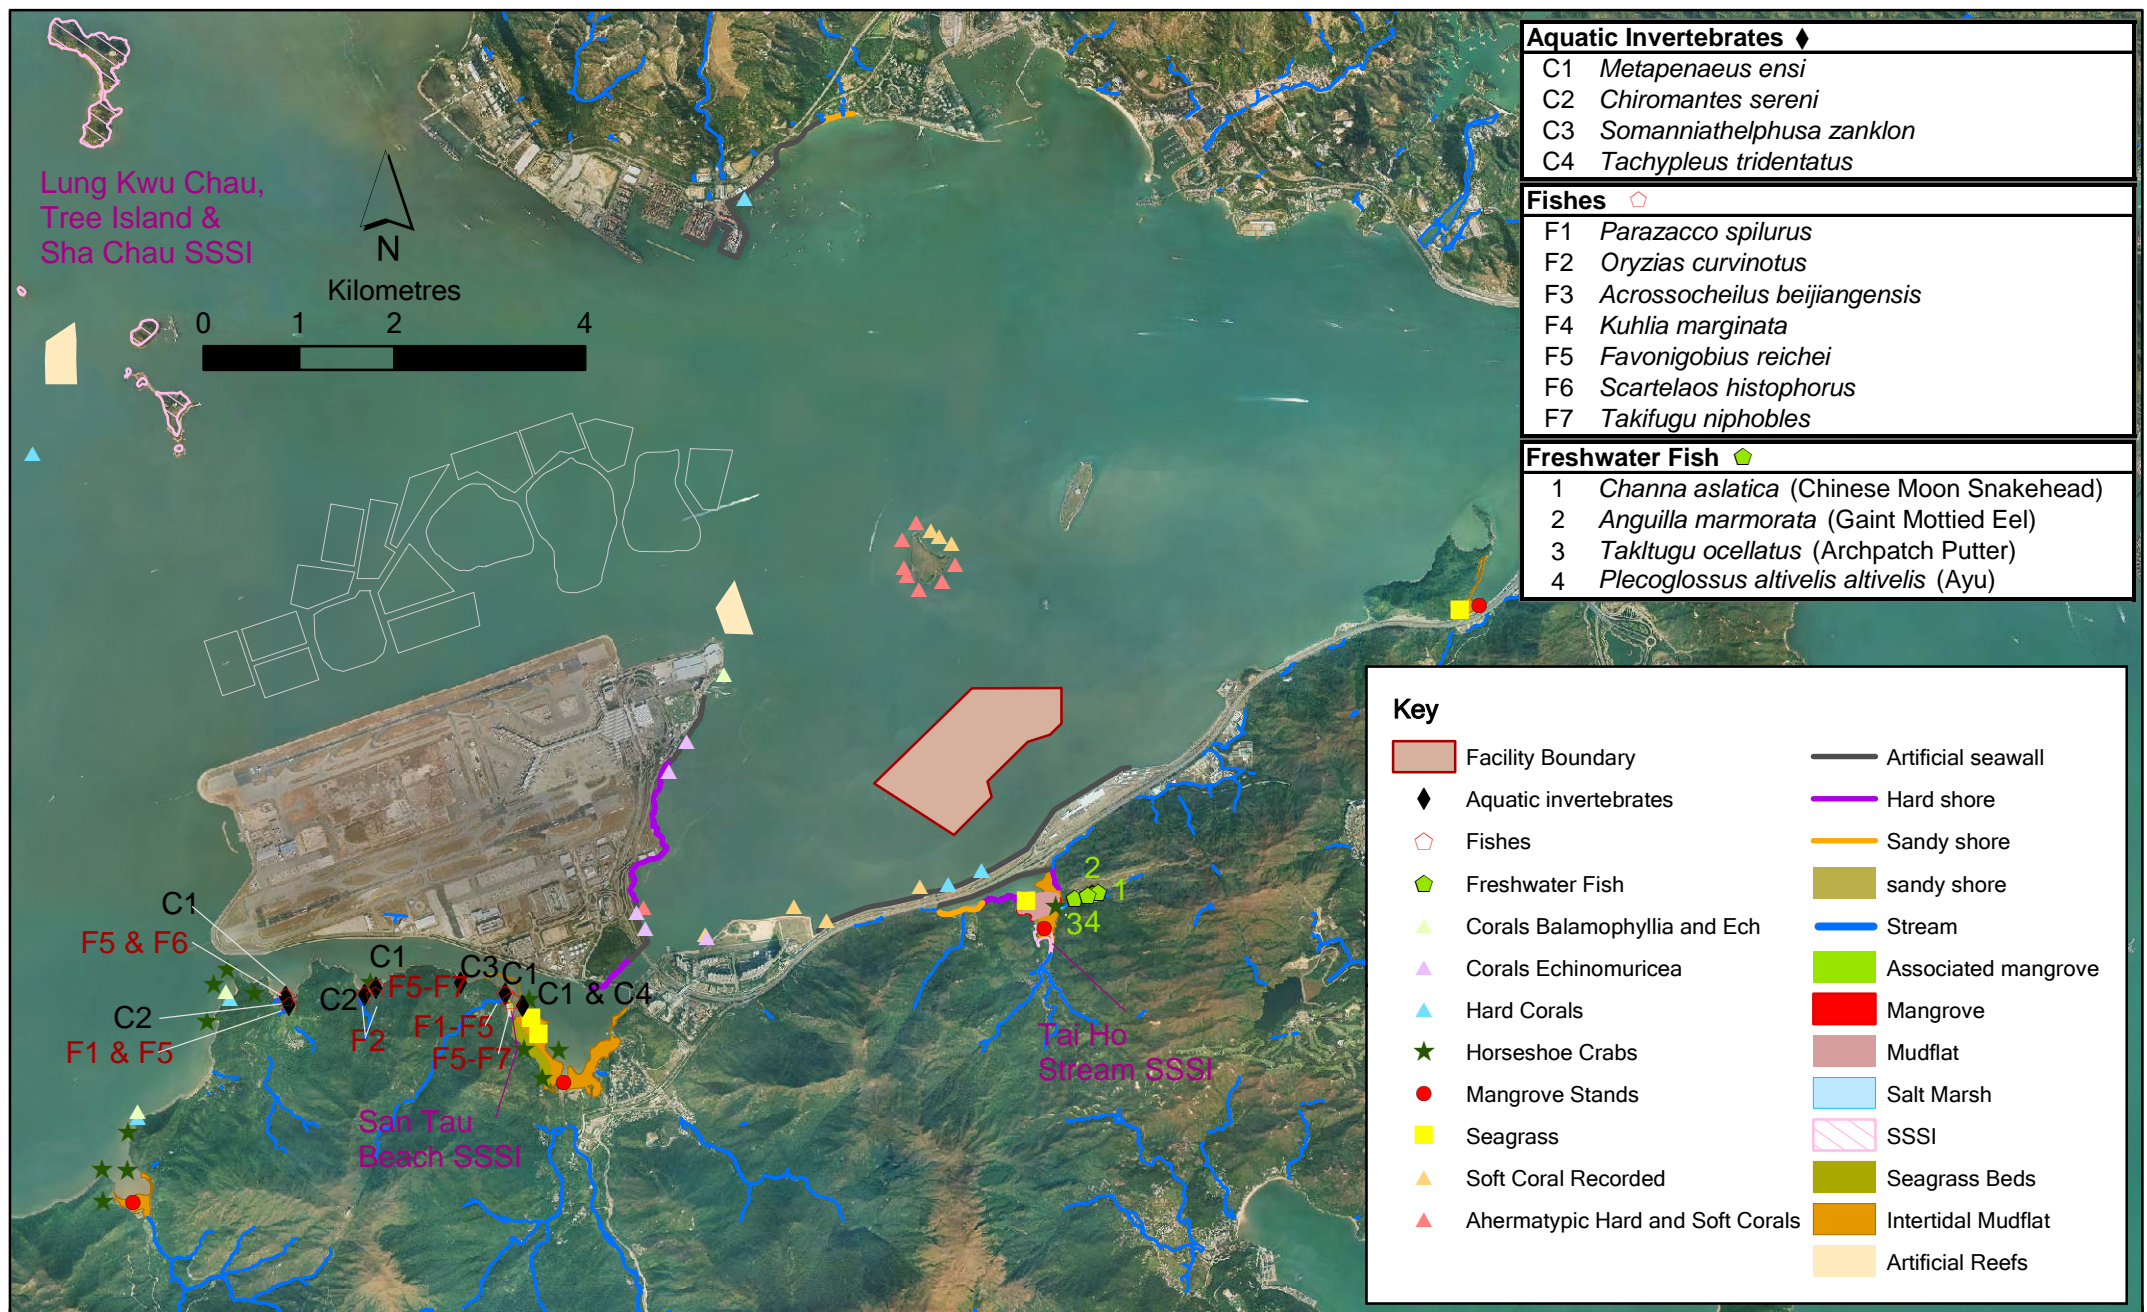 Aquatic Invertebrates
C1 Metapenaeus ensi
C2 Chiromantes sereni
C3 Somanniathelphusa zanklon
C4 Tachypleus tridentatus
Fishes
F1 Parazacco spilurus
F2 Oryzias curvinotus
F3 Acrossocheilus beijiangensis
F4 Kuhlia marginata
F5 Favonigobius reichei
F6 Scartelaos histophorus
F7 Takifugu niphobles
Freshwater Fish
1 Channa aslatica (Chinese Moon Snakehead)
2 Anguilla marmorata (Gaint Mottied Eel)
3 Takltugu ocellatus (Archpatch Putter)
4 Plecoglossus altivelis altivelis (Ayu)
Lung Kwu Chau,
Tree Island &
Sha Chau SSSI
N
Kilometres
0 1 2 4
C1
F5 & F6
C2
F1 & F5
C1
F5-F7
C2
F2
C3
C1
C1 & C4
F1-F5
F5-F7
San Tau
Beach SSSI
2
1
34
Tai Ho
Stream SSSI
Key
Facility Boundary
Aquatic invertebrates
Fishes
Freshwater Fish
Corals Balamophyllia and Ech
Corals Echinomuricea
Hard Corals
Horseshoe Crabs
Mangrove Stands
Seagrass
Soft Coral Recorded
Ahermatypic Hard and Soft Corals
Artificial seawall
Hard shore
Sandy shore
sandy shore
Stream
Associated mangrove
Mangrove
Mudflat
Salt Marsh
SSSI
Seagrass Beds
Intertidal Mudflat
Artificial Reefs